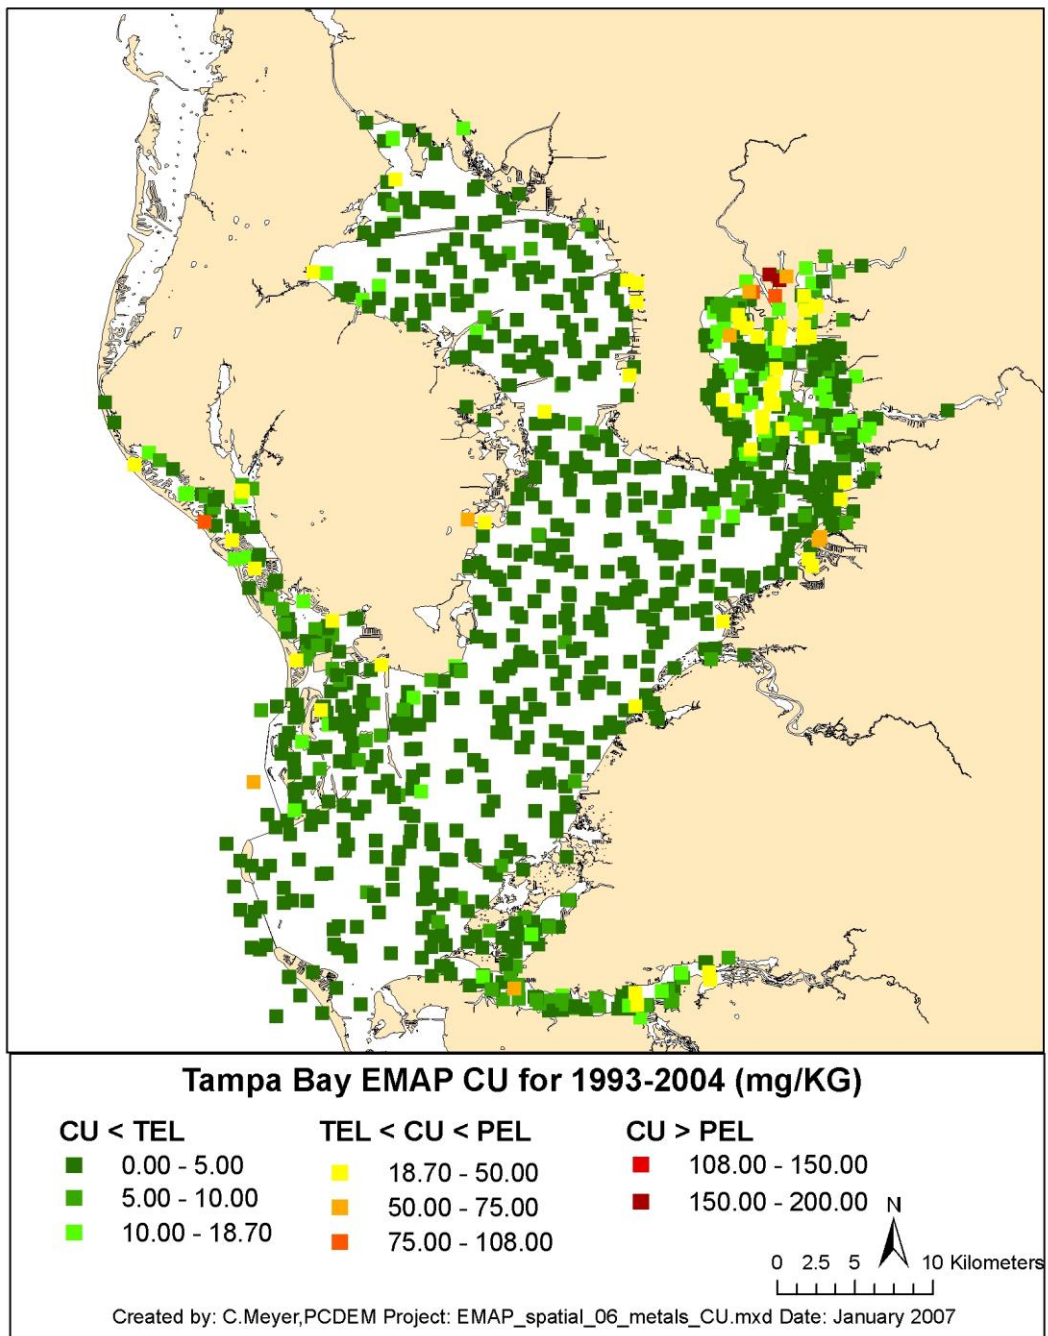 Tampa Bay EMAP CU for 1993-2004 (mg/KG)
CU < TEL
0.00 - 5.00
5.00 - 10.00
10.00 - 18.70
TEL < CU < PEL
18.70 - 50.00
50.00 - 75.00
75.00 - 108.00
CU > PEL
108.00 - 150.00
150.00 - 200.00
N
0 2.5 5 10 Kilometers
Created by: C.Meyer,PCDEM Project: EMAP_spatial_06_metals_CU.mxd Date: January 2007